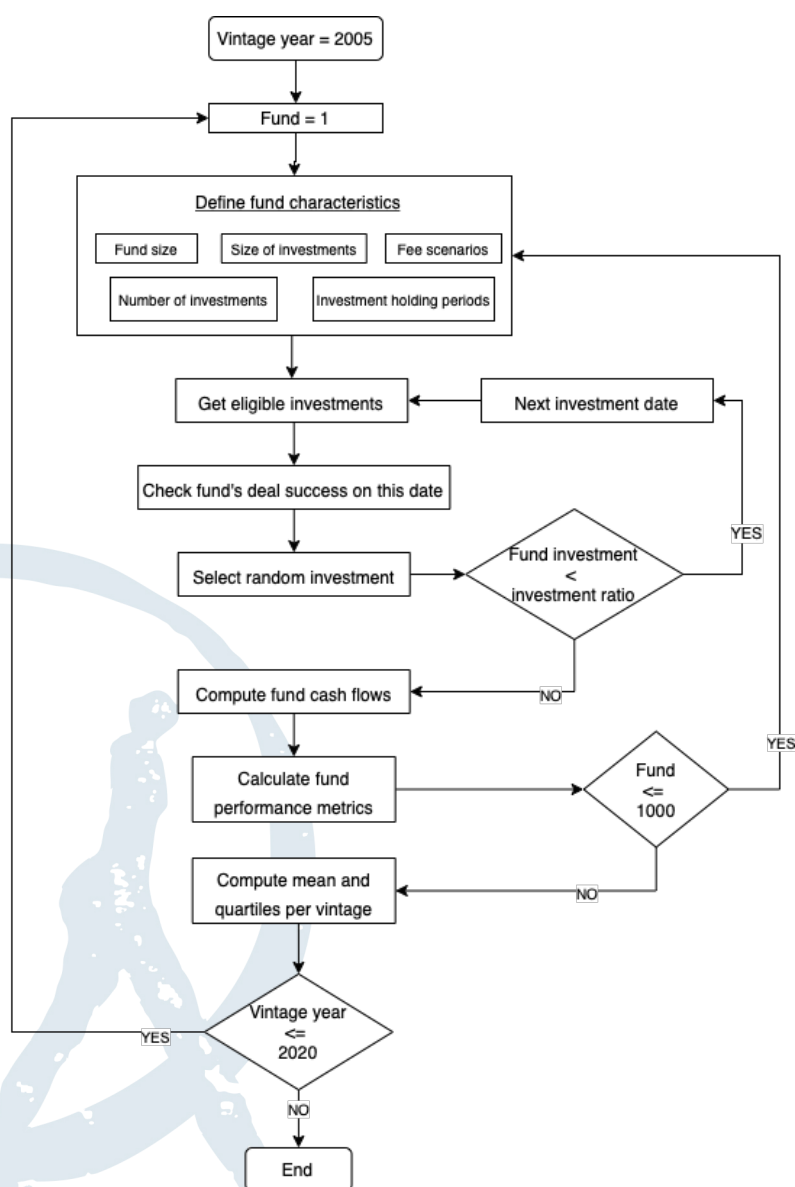 Vintage year = 2005
Fund = 1
Define fund characteristics
Fund size
Size of investments
Fee scenarios
Number of investments
Investment holding periods
Get eligible investments
Next investment date
Check fund's deal success on this date
YES
Select random investment
Fund investment
<
investment ratio
NO
Compute fund cash flows
YES
Calculate fund
performance metrics
Fund
<=
1000
NO
Compute mean and
quartiles per vintage
Vintage year
<=
2020
YES
NO
End